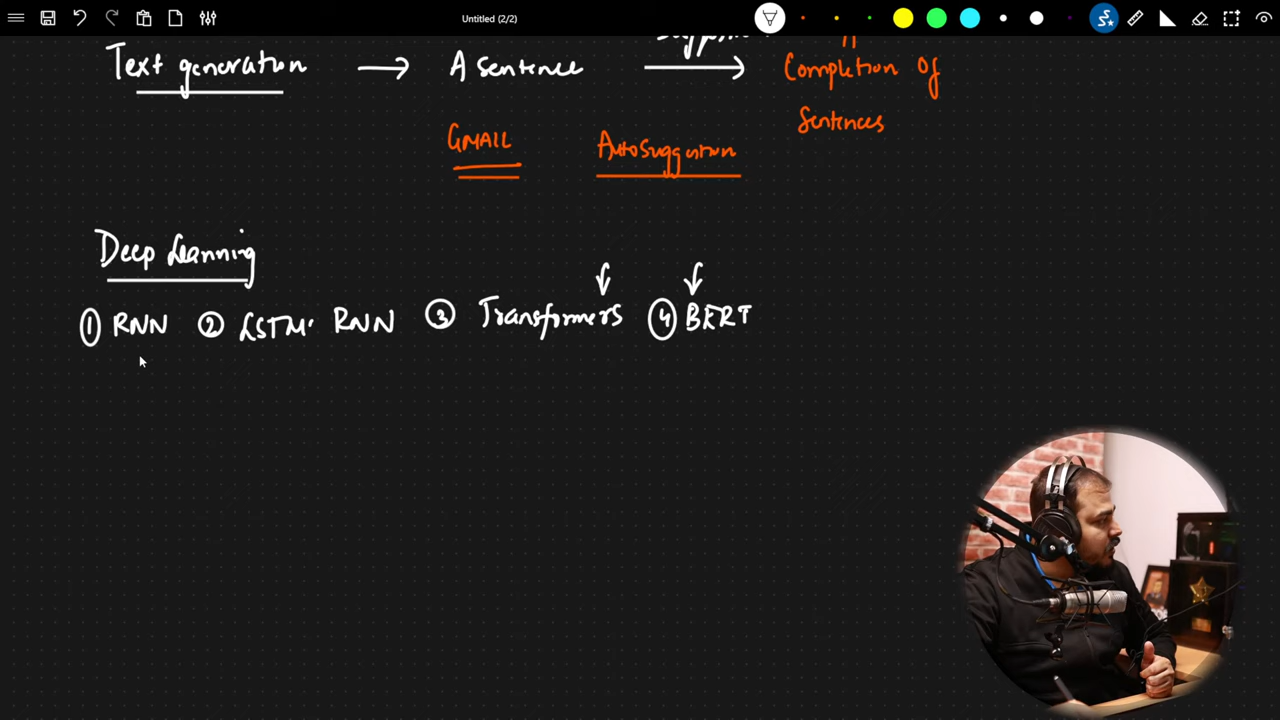 Untitled (2/2)
Text generation → A sentence → Completion Of
Sentences
GMAIL AutoSuggestion
Deep Learning
① RNN ② LSTM RNN ③ Transformers ④ BERT